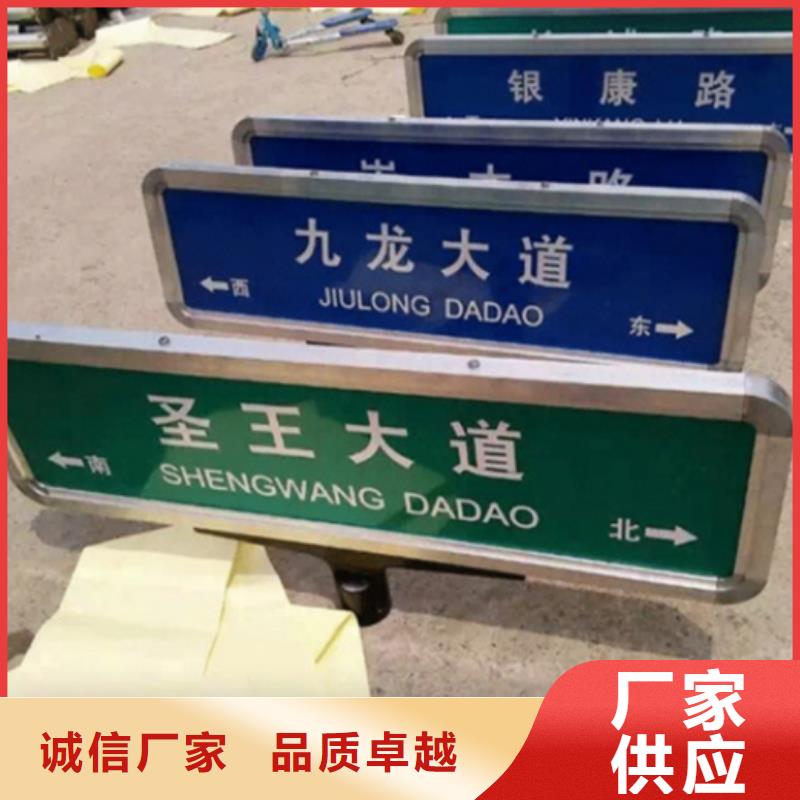 银康路
九龙大道
←西 JIULONG DADAO 东→
圣王大道
←南 SHENGWANG DADAO 北→
诚信厂家 品质卓越
厂家
供应